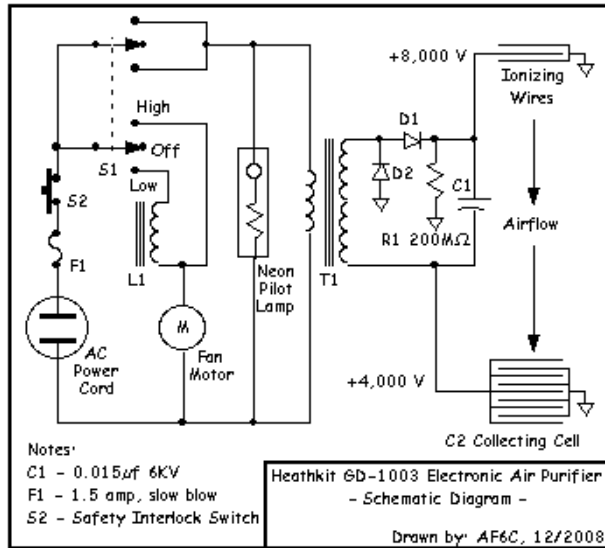 +8,000 V
Ionizing
Wires
High
Off
S1
Low
D1
D2
C1
S2
R1 200MΩ
Airflow
F1
L1
T1
Neon
Pilot
Lamp
M
AC
Power
Cord
Fan
Motor
+4,000 V
C2 Collecting Cell
Notes:
C1 - 0.015µf 6KV
F1 - 1.5 amp, slow blow
S2 - Safety Interlock Switch
Heathkit GD-1003 Electronic Air Purifier
- Schematic Diagram -
Drawn by: AF6C, 12/2008